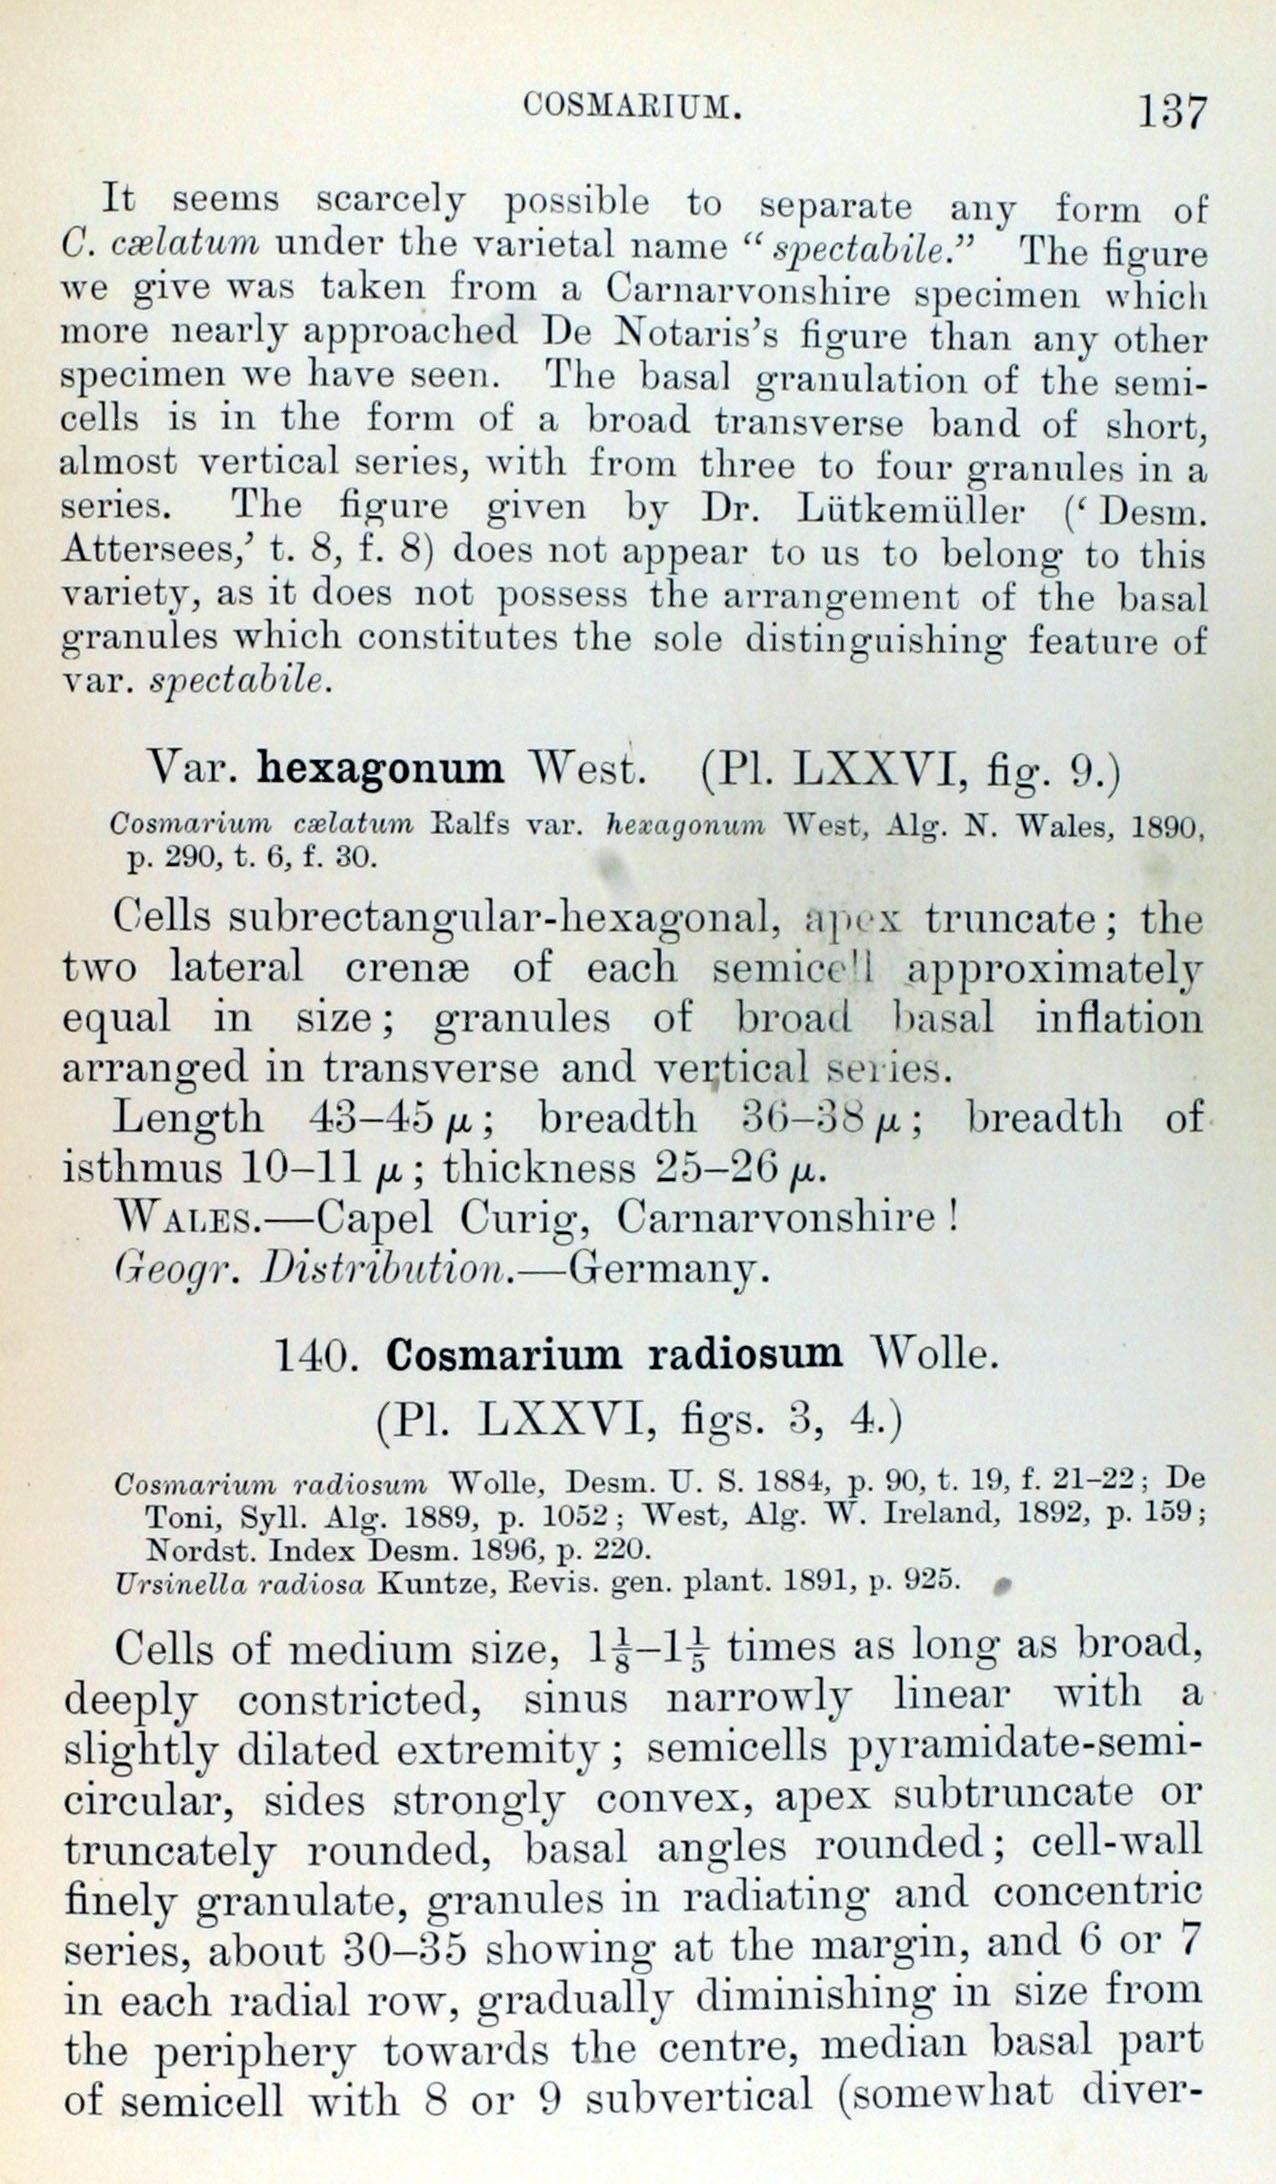 COSMARIUM. 137
It seems scarcely possible to separate any form of
C. cælatum under the varietal name “spectabile.” The figure
we give was taken from a Carnarvonshire specimen which
more nearly approached De Notaris’s figure than any other
specimen we have seen. The basal granulation of the semi-
cells is in the form of a broad transverse band of short,
almost vertical series, with from three to four granules in a
series. The figure given by Dr. Lütkemüller (‘Desm.
Attersees,’ t. 8, f. 8) does not appear to us to belong to this
variety, as it does not possess the arrangement of the basal
granules which constitutes the sole distinguishing feature of
var. spectabile.
Var. hexagonum West. (Pl. LXXVI, fig. 9.)
Cosmarium cælatum Ralfs var. hexagonum West, Alg. N. Wales, 1890,
p. 290, t. 6, f. 30.
Cells subrectangular-hexagonal, apex truncate; the
two lateral crenæ of each semicell approximately
equal in size; granules of broad basal inflation
arranged in transverse and vertical series.
Length 43–45 μ; breadth 36–38 μ; breadth of
isthmus 10–11 μ; thickness 25–26 μ.
WALES.—Capel Curig, Carnarvonshire!
Geogr. Distribution.—Germany.
140. Cosmarium radiosum Wolle.
(Pl. LXXVI, figs. 3, 4.)
Cosmarium radiosum Wolle, Desm. U. S. 1884, p. 90, t. 19, f. 21–22; De
Toni, Syll. Alg. 1889, p. 1052; West, Alg. W. Ireland, 1892, p. 159;
Nordst. Index Desm. 1896, p. 220.
Ursinella radiosa Kuntze, Revis. gen. plant. 1891, p. 925.
Cells of medium size, 1⅛–1⅕ times as long as broad,
deeply constricted, sinus narrowly linear with a
slightly dilated extremity; semicells pyramidate-semi-
circular, sides strongly convex, apex subtruncate or
truncately rounded, basal angles rounded; cell-wall
finely granulate, granules in radiating and concentric
series, about 30–35 showing at the margin, and 6 or 7
in each radial row, gradually diminishing in size from
the periphery towards the centre, median basal part
of semicell with 8 or 9 subvertical (somewhat diver-